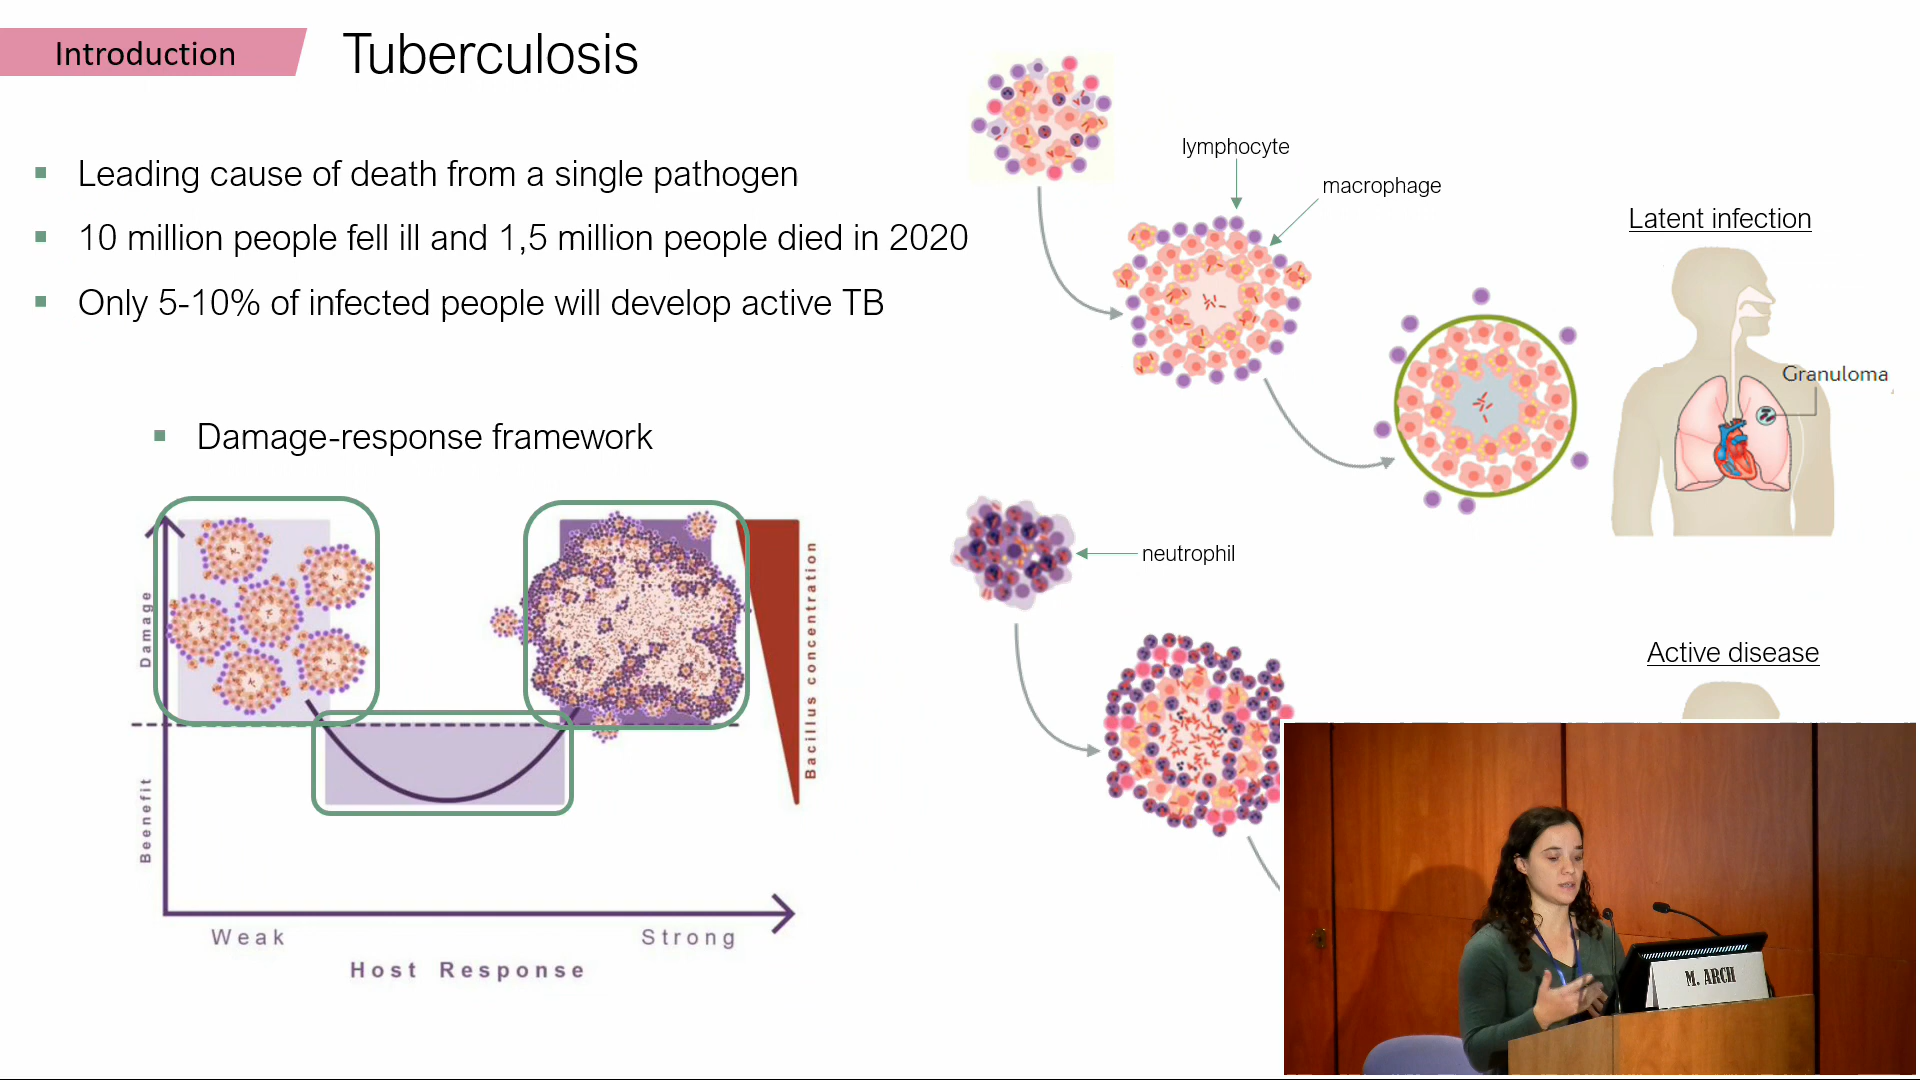 Introduction
Tuberculosis
Leading cause of death from a single pathogen
10 million people fell ill and 1,5 million people died in 2020
Only 5-10% of infected people will develop active TB
Damage-response framework
Damage
Beenefit
Bacillus concentration
Weak
Strong
Host Response
lymphocyte
macrophage
Latent infection
Granuloma
neutrophil
Active disease
M. ARCH